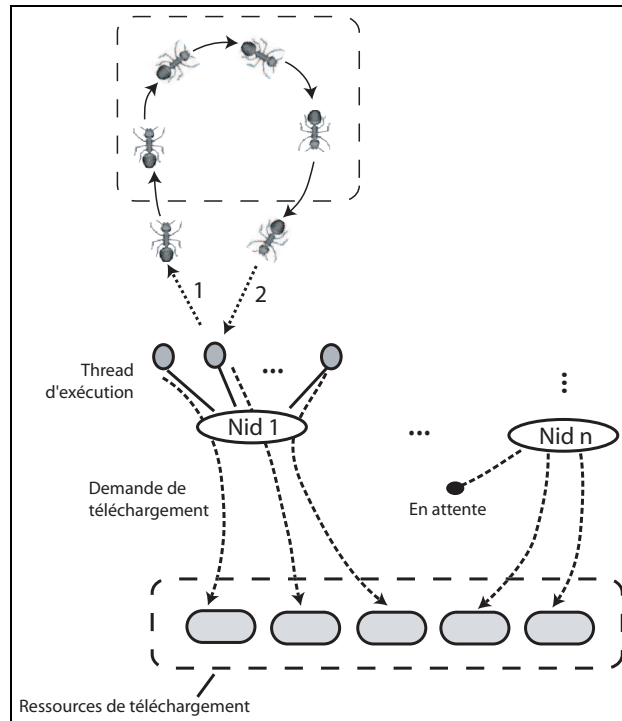 1
2
...
Thread
d'exécution
...
...
Nid 1
Nid n
...
Demande de
téléchargement
En attente
Ressources de téléchargement